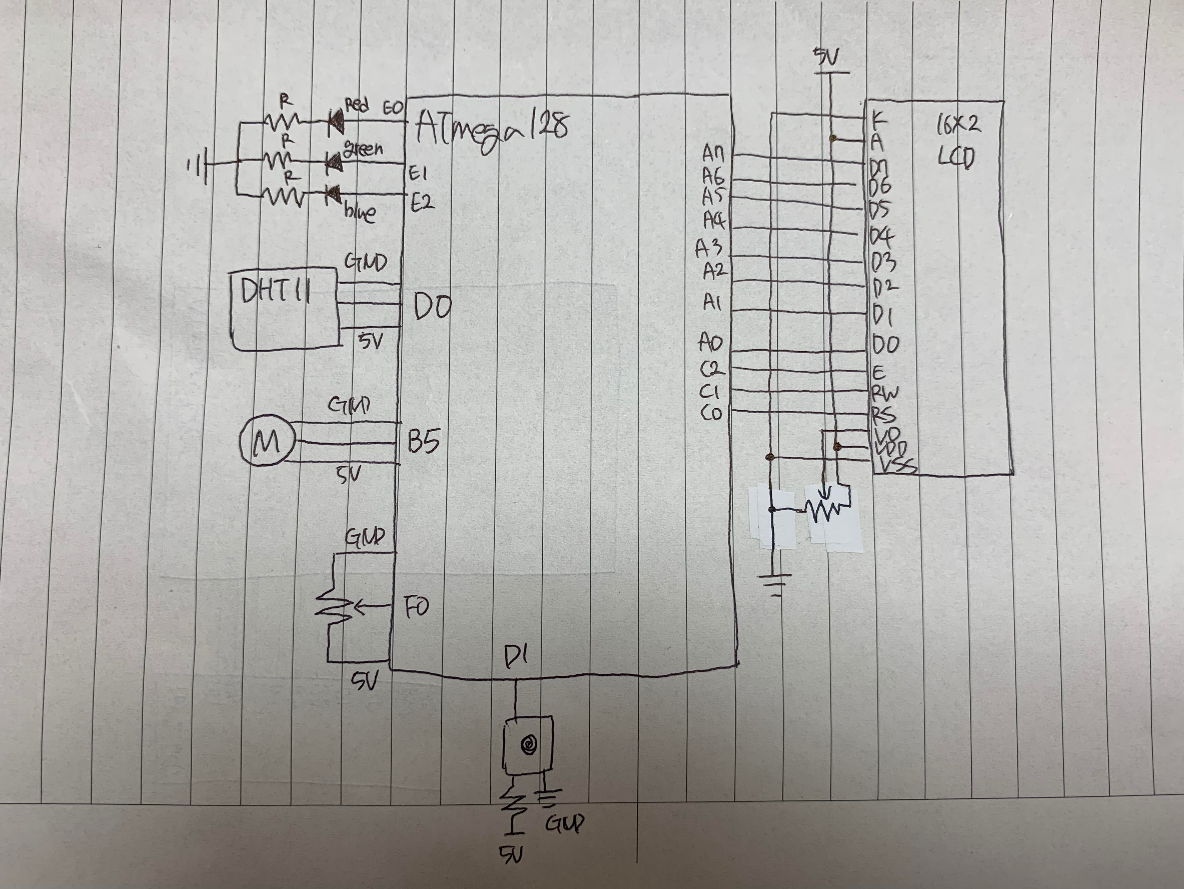 5V
R
Red
E0
ATmega128
R
green
E1
R
blue
E2
GND
DHT11
D0
5V
GND
M
B5
5V
GND
F0
5V
D1
5V
GND
A7
A6
A5
A4
A3
A2
A1
A0
C2
C1
C0
K
A
D7
D6
D5
D4
D3
D2
D1
D0
E
RW
RS
VO
VDD
VSS
16X2
LCD